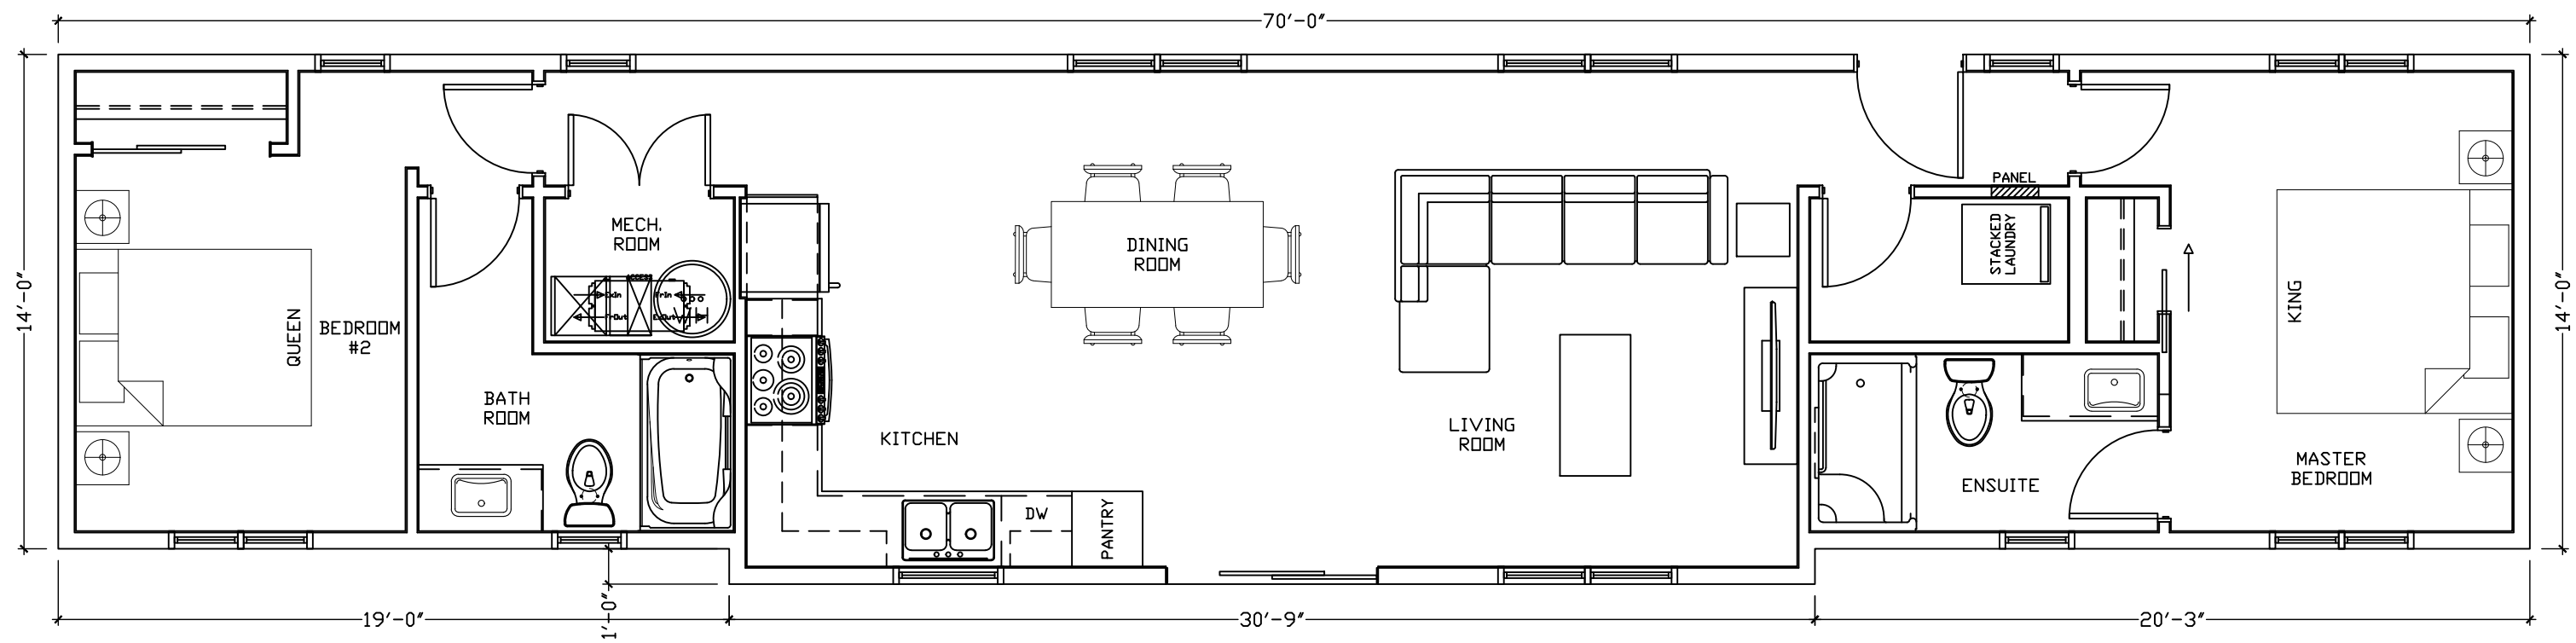 70'-0"
14'-0"
QUEEN
BEDROOM
#2
MECH.
ROOM
ACCESS
BATH
ROOM
KITCHEN
DW
PANTRY
DINING
ROOM
LIVING
ROOM
PANEL
STACKED
LAUNDRY
ENSUITE
KING
MASTER
BEDROOM
14'-0"
19'-0"
1'-0"
30'-9"
20'-3"